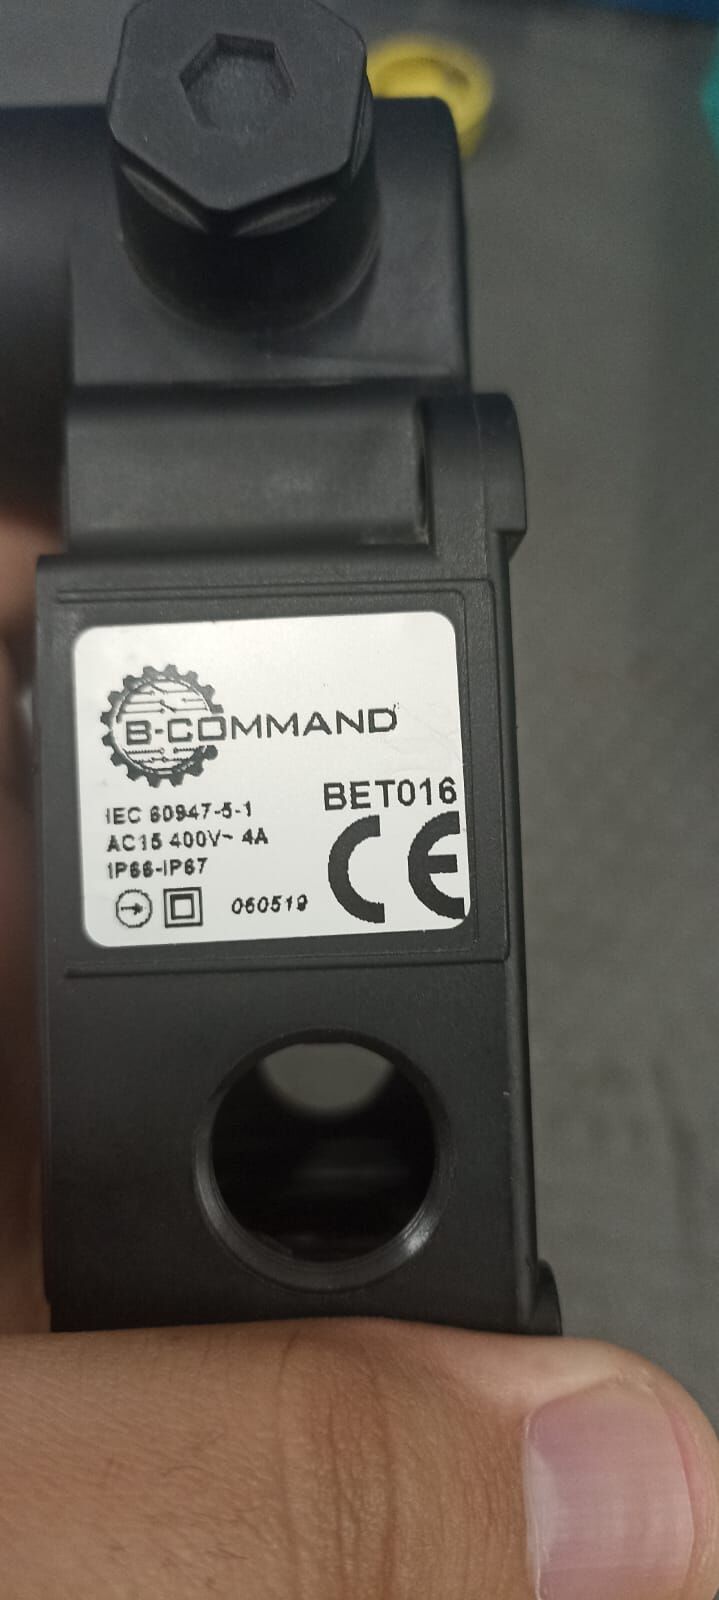 B-COMMAND
BET016
IEC 60947-5-1
AC15 400V~ 4A
IP66-IP67
060519
CE